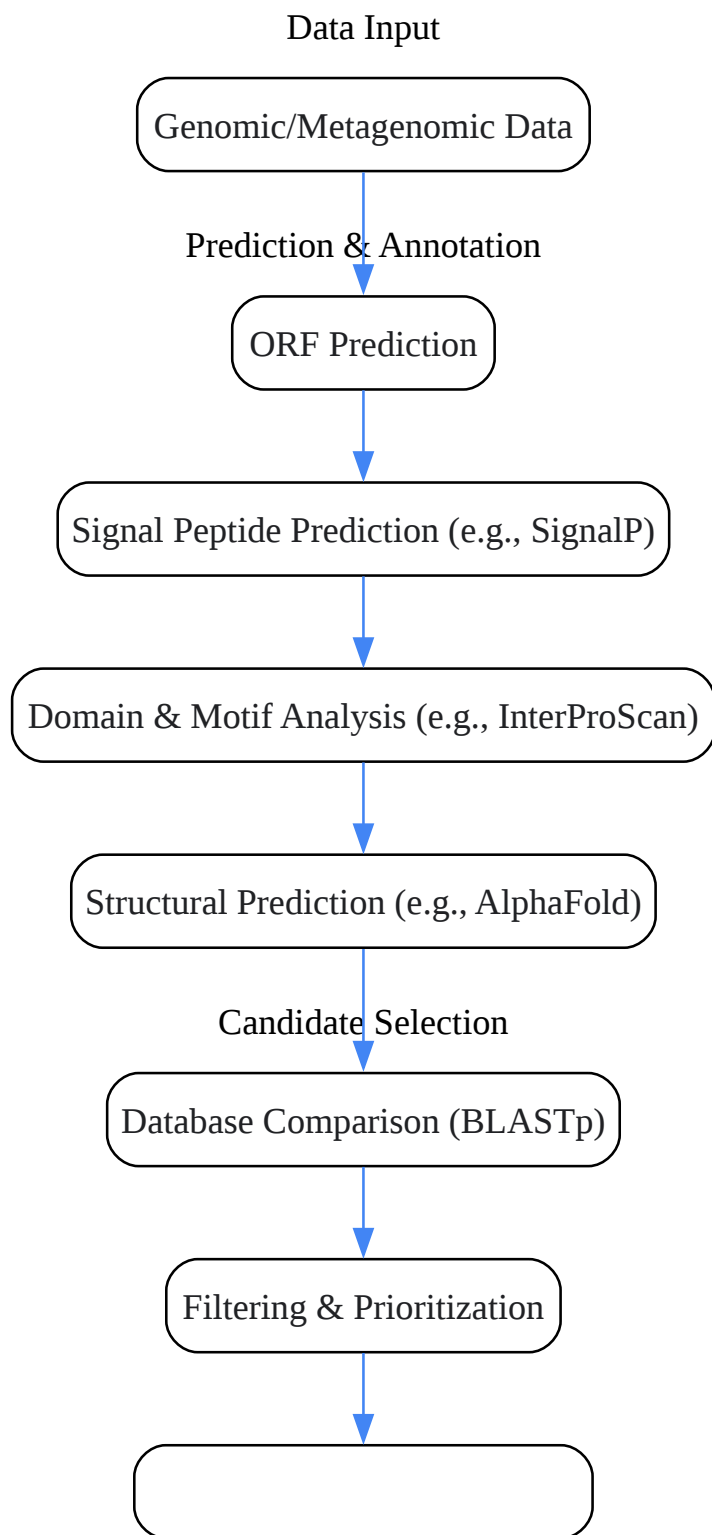 Data Input
Genomic/Metagenomic Data
Prediction & Annotation
ORF Prediction
Signal Peptide Prediction (e.g., SignalP)
Domain & Motif Analysis (e.g., InterProScan)
Structural Prediction (e.g., AlphaFold)
Candidate Selection
Database Comparison (BLASTp)
Filtering & Prioritization